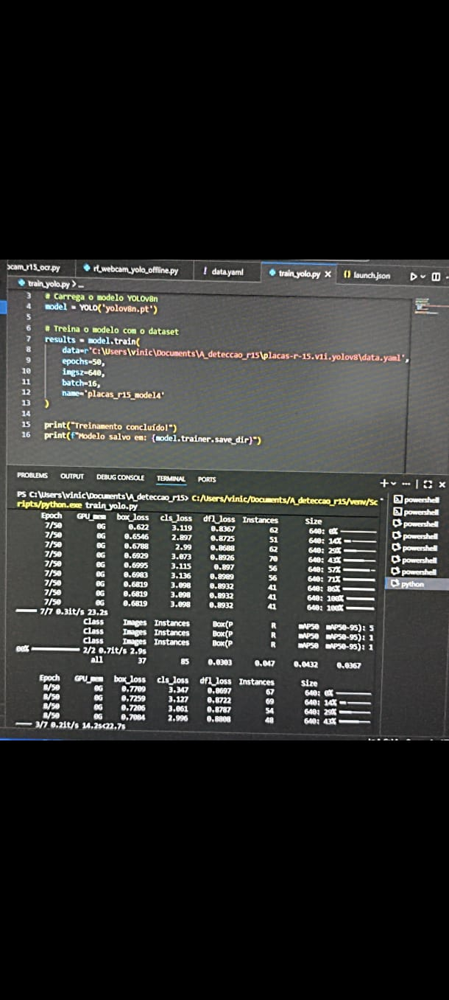 cam_r15_ocr.py rf_webcam_yolo_offline.py ! data.yaml train_yolo.py X {} launch.json
train_yolo.py > ...
3 # Carrega o modelo YOLOv8n
4 model = YOLO('yolov8n.pt')
5
6 # Treina o modelo com o dataset
7 results = model.train(
8 data=r'C:\Users\vinic\Documents\A_deteccao_r15\placas-r-15.v1i.yolov8\data.yaml',
9 epochs=50,
10 imgsz=640,
11 batch=16,
12 name='placas_r15_model4'
13 )
14
15 print("Treinamento concluído!")
16 print(f"Modelo salvo em: {model.trainer.save_dir}")
PROBLEMS OUTPUT DEBUG CONSOLE TERMINAL PORTS
PS C:\Users\vinic\Documents\A_deteccao_r15> C:/Users/vinic/Documents/A_deteccao_r15/venv/Sc
ripts/python.exe train_yolo.py
Epoch GPU_mem box_loss cls_loss dfl_loss Instances Size
7/50 0G 0.622 3.119 0.8367 62 640: 0%
7/50 0G 0.6546 2.897 0.8725 51 640: 14%
7/50 0G 0.6788 2.99 0.8688 62 640: 29%
7/50 0G 0.6929 3.073 0.8926 70 640: 43%
7/50 0G 0.6995 3.115 0.897 56 640: 57%
7/50 0G 0.6983 3.136 0.8989 56 640: 71%
7/50 0G 0.6819 3.098 0.8932 41 640: 86%
7/50 0G 0.6819 3.098 0.8932 41 640: 100%
7/50 0G 0.6819 3.098 0.8932 41 640: 100%
7/7 0.3it/s 23.2s
Class Images Instances Box(P R mAP50 mAP50-95): 5
Class Images Instances Box(P R mAP50 mAP50-95): 1
Class Images Instances Box(P R mAP50 mAP50-95): 1
00% 2/2 0.7it/s 2.9s
all 37 85 0.0303 0.047 0.0432 0.0367
Epoch GPU_mem box_loss cls_loss dfl_loss Instances Size
8/50 0G 0.7709 3.347 0.8697 67 640: 0%
8/50 0G 0.7259 3.127 0.8722 69 640: 14%
8/50 0G 0.7206 3.061 0.8787 54 640: 29%
8/50 0G 0.7084 2.996 0.8808 48 640: 43%
3/7 0.2it/s 14.2s<22.7s
powershell
powershell
powershell
powershell
powershell
powershell
powershell
python